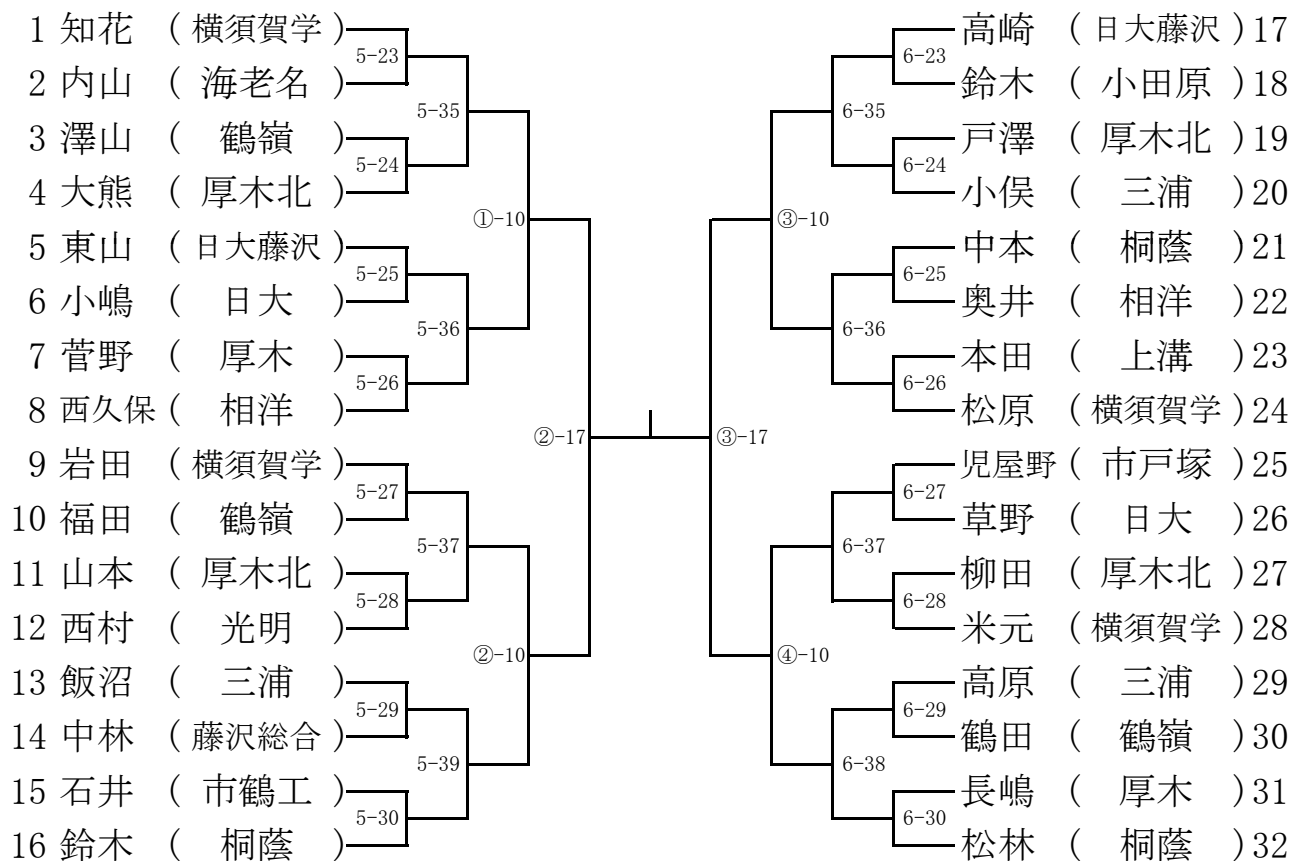 1 知花 (横須賀学)
5-23
2 内山 (海老名)
5-35
3 澤山 (鶴嶺)
5-24
4 大熊 (厚木北)
①-10
5 東山 (日大藤沢)
5-25
6 小嶋 (日大)
5-36
7 菅野 (厚木)
5-26
8 西久保 (相洋)
②-17
9 岩田 (横須賀学)
5-27
10 福田 (鶴嶺)
5-37
11 山本 (厚木北)
5-28
12 西村 (光明)
②-10
13 飯沼 (三浦)
5-29
14 中林 (藤沢総合)
5-39
15 石井 (市鶴工)
5-30
16 鈴木 (桐蔭)
高崎 (日大藤沢) 17
6-23
鈴木 (小田原) 18
6-35
戸澤 (厚木北) 19
6-24
小俣 (三浦) 20
③-10
中本 (桐蔭) 21
6-25
奥井 (相洋) 22
6-36
本田 (上溝) 23
6-26
松原 (横須賀学) 24
③-17
児屋野 (市戸塚) 25
6-27
草野 (日大) 26
6-37
柳田 (厚木北) 27
6-28
米元 (横須賀学) 28
④-10
高原 (三浦) 29
6-29
鶴田 (鶴嶺) 30
6-38
長嶋 (厚木) 31
6-30
松林 (桐蔭) 32